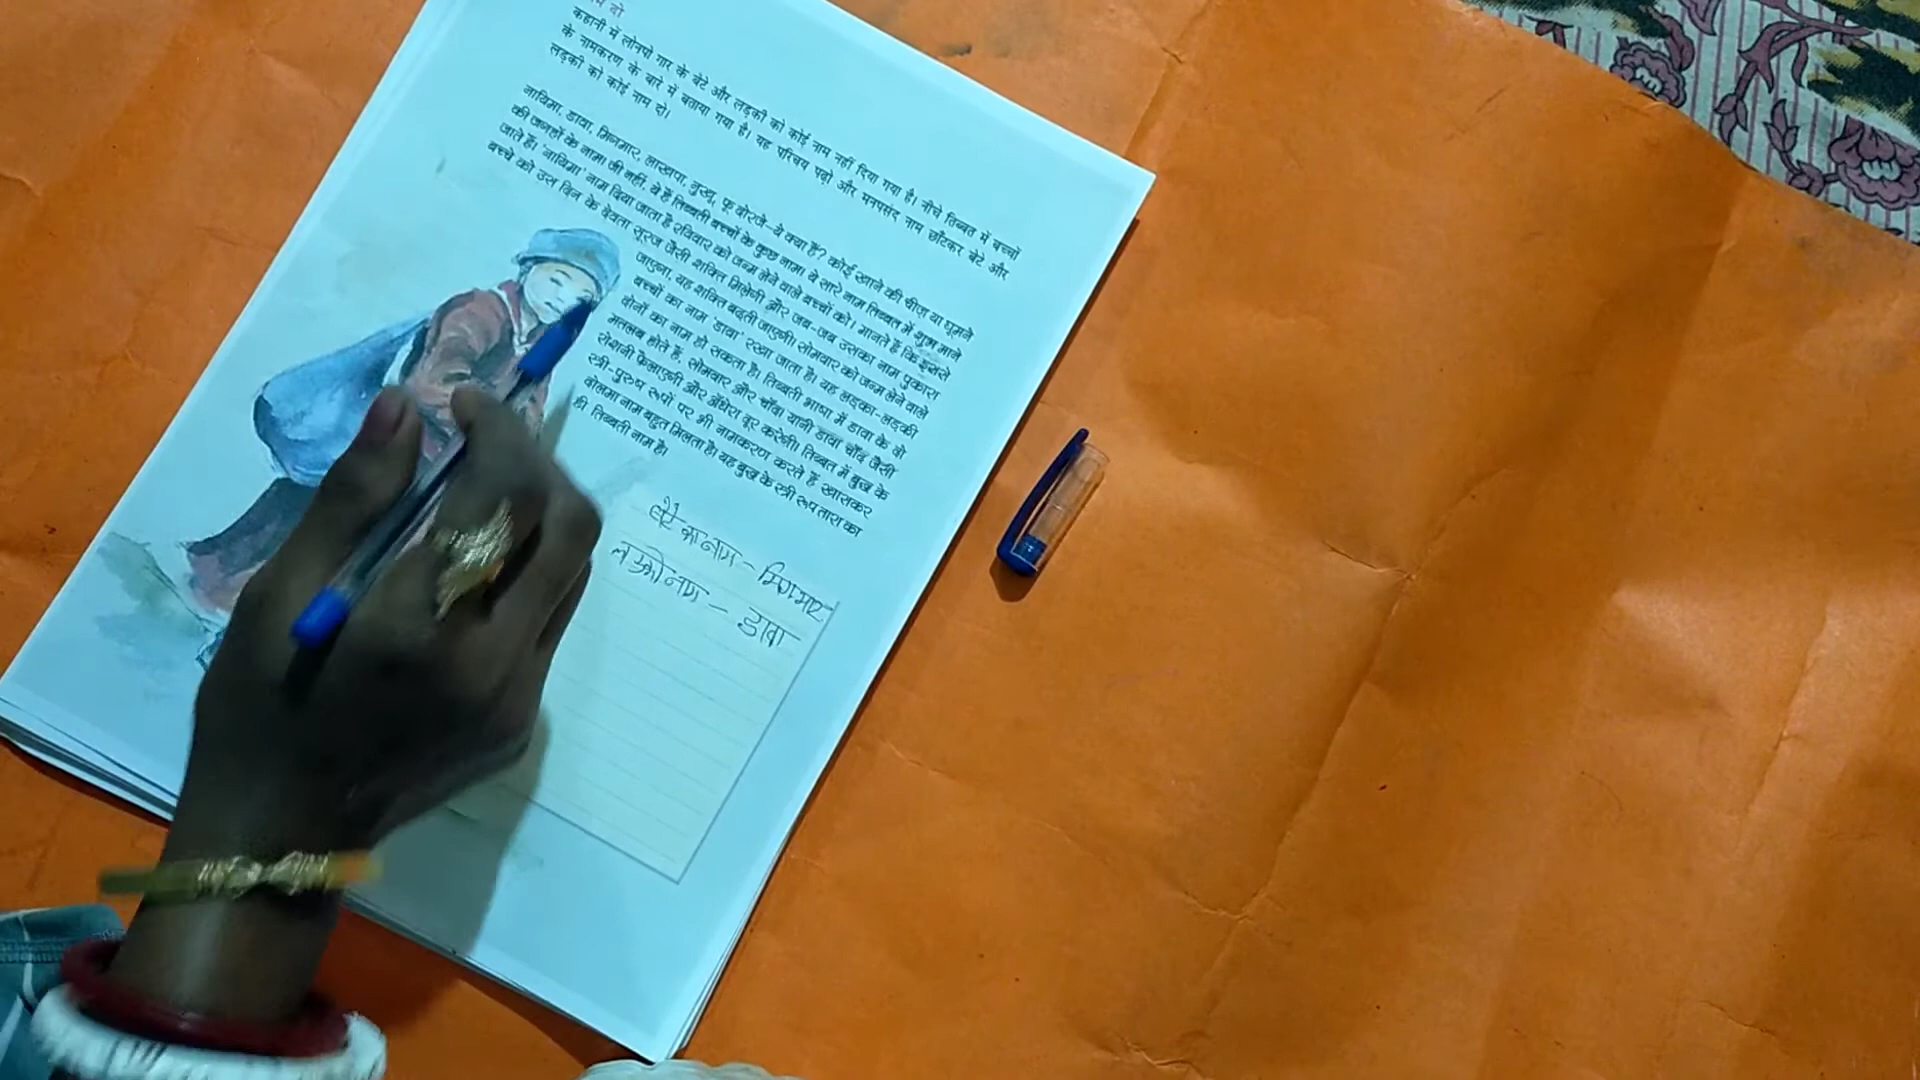 नाम दो
कहानी में लोनपो गार के बेटे और लड़की को कोई नाम नहीं दिया गया है। नीचे तिब्बत में बच्चों
के नामकरण के बारे में बताया गया है। यह परिचय पढ़ो और मनपसंद नाम छाँटकर बेटे और
लड़की को कोई नाम दो।
नायिमा, डावा, मिगमार, लाखपा, नुरबू, फू दोरजे–ये क्या हैं? कोई खाने की चीज़ या घूमने
की जगहों के नाम। जी नहीं, ये हैं तिब्बती बच्चों के कुछ नाम। ये सारे नाम तिब्बत में शुभ माने
जाते हैं। 'नायिमा' नाम दिया जाता है रविवार को जन्म लेने वाले बच्चों को। मानते हैं कि इससे
बच्चे को उस दिन के देवता सूरज जैसी शक्ति मिलेगी और जब-जब उसका नाम पुकारा
जाएगा, यह शक्ति बढ़ती जाएगी। सोमवार को जन्म लेने वाले
बच्चों का नाम 'डावा' रखा जाता है। यह लड़का-लड़की
दोनों का नाम हो सकता है। तिब्बती भाषा में डावा के दो
मतलब होते हैं, सोमवार और चाँद। यानी डावा चाँद जैसी
रोशनी फैलाएगी और अँधेरा दूर करेगी। तिब्बत में बुद्ध के
स्त्री-पुरुष रूपों पर भी नामकरण करते हैं खासकर
दोलमा नाम बहुत मिलता है। यह बुद्ध के स्त्री रूप तारा का
ही तिब्बती नाम है।
बेटे का नाम – मिगमार
लड़की नाम – डावा